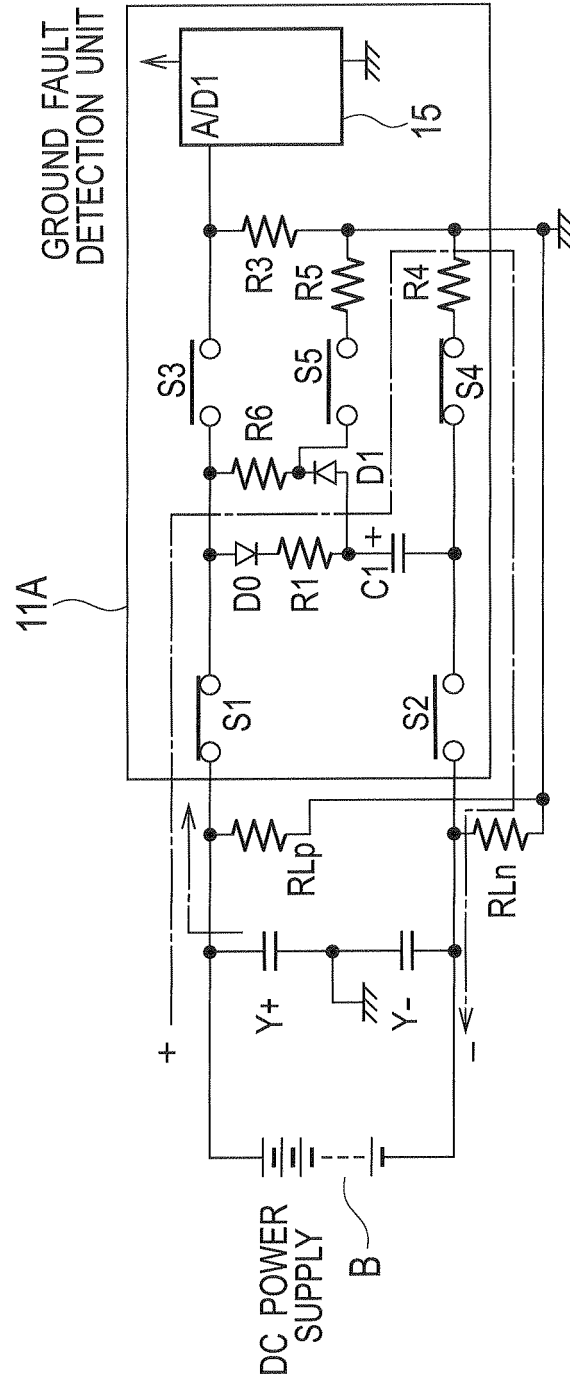 GROUND FAULT
DETECTION UNIT
11A
A/D1
15
S3
R3
R6
S5
R5
D1
S1
D0
R1
C1
+
S4
R4
S2
RLp
RLn
+
Y+
Y-
−
DC POWER
SUPPLY
B